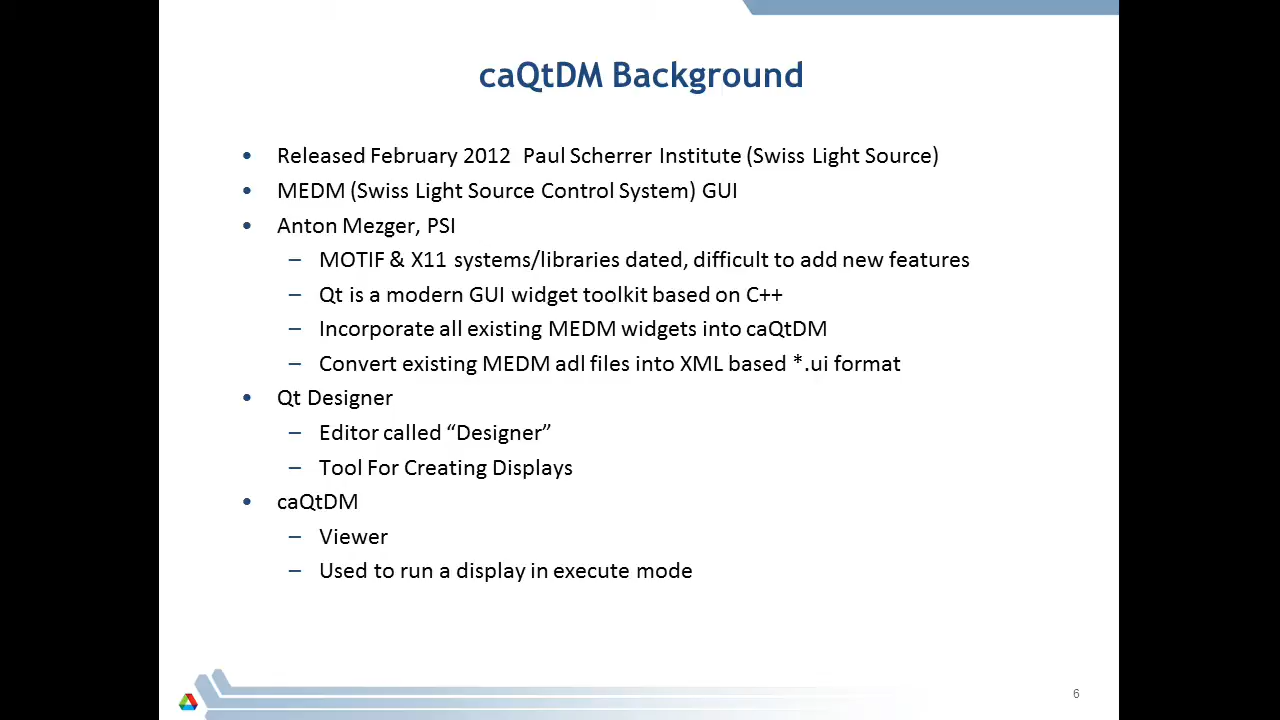 caQtDM Background
• Released February 2012  Paul Scherrer Institute (Swiss Light Source)
• MEDM (Swiss Light Source Control System) GUI
• Anton Mezger, PSI
– MOTIF & X11 systems/libraries dated, difficult to add new features
– Qt is a modern GUI widget toolkit based on C++
– Incorporate all existing MEDM widgets into caQtDM
– Convert existing MEDM adl files into XML based *.ui format
• Qt Designer
– Editor called “Designer”
– Tool For Creating Displays
• caQtDM
– Viewer
– Used to run a display in execute mode
6